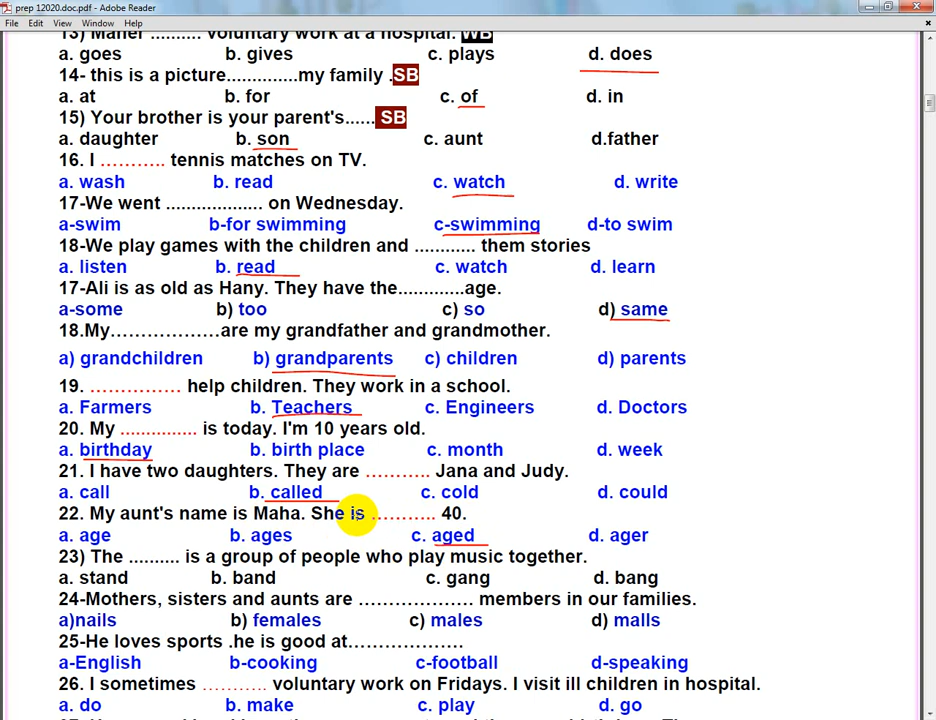 prep 12020.doc.pdf - Adobe Reader
File Edit View Window Help
13) Maher .......... voluntary work at a hospital. WB
a. goes b. gives c. plays d. does
14- this is a picture..............my family .SB
a. at b. for c. of d. in
15) Your brother is your parent's...... SB
a. daughter b. son c. aunt d.father
16. I ……….. tennis matches on TV.
a. wash b. read c. watch d. write
17-We went ................... on Wednesday.
a-swim b-for swimming c-swimming d-to swim
18-We play games with the children and ............ them stories
a. listen b. read c. watch d. learn
17-Ali is as old as Hany. They have the.............age.
a-some b) too c) so d) same
18.My………………are my grandfather and grandmother.
a) grandchildren b) grandparents c) children d) parents
19. …………… help children. They work in a school.
a. Farmers b. Teachers c. Engineers d. Doctors
20. My ............... is today. I'm 10 years old.
a. birthday b. birth place c. month d. week
21. I have two daughters. They are ……….. Jana and Judy.
a. call b. called c. cold d. could
22. My aunt's name is Maha. She is ……….. 40.
a. age b. ages c. aged d. ager
23) The .......... is a group of people who play music together.
a. stand b. band c. gang d. bang
24-Mothers, sisters and aunts are ………………. members in our families.
a)nails b) females c) males d) malls
25-He loves sports .he is good at………………
a-English b-cooking c-football d-speaking
26. I sometimes ……….. voluntary work on Fridays. I visit ill children in hospital.
a. do b. make c. play d. go